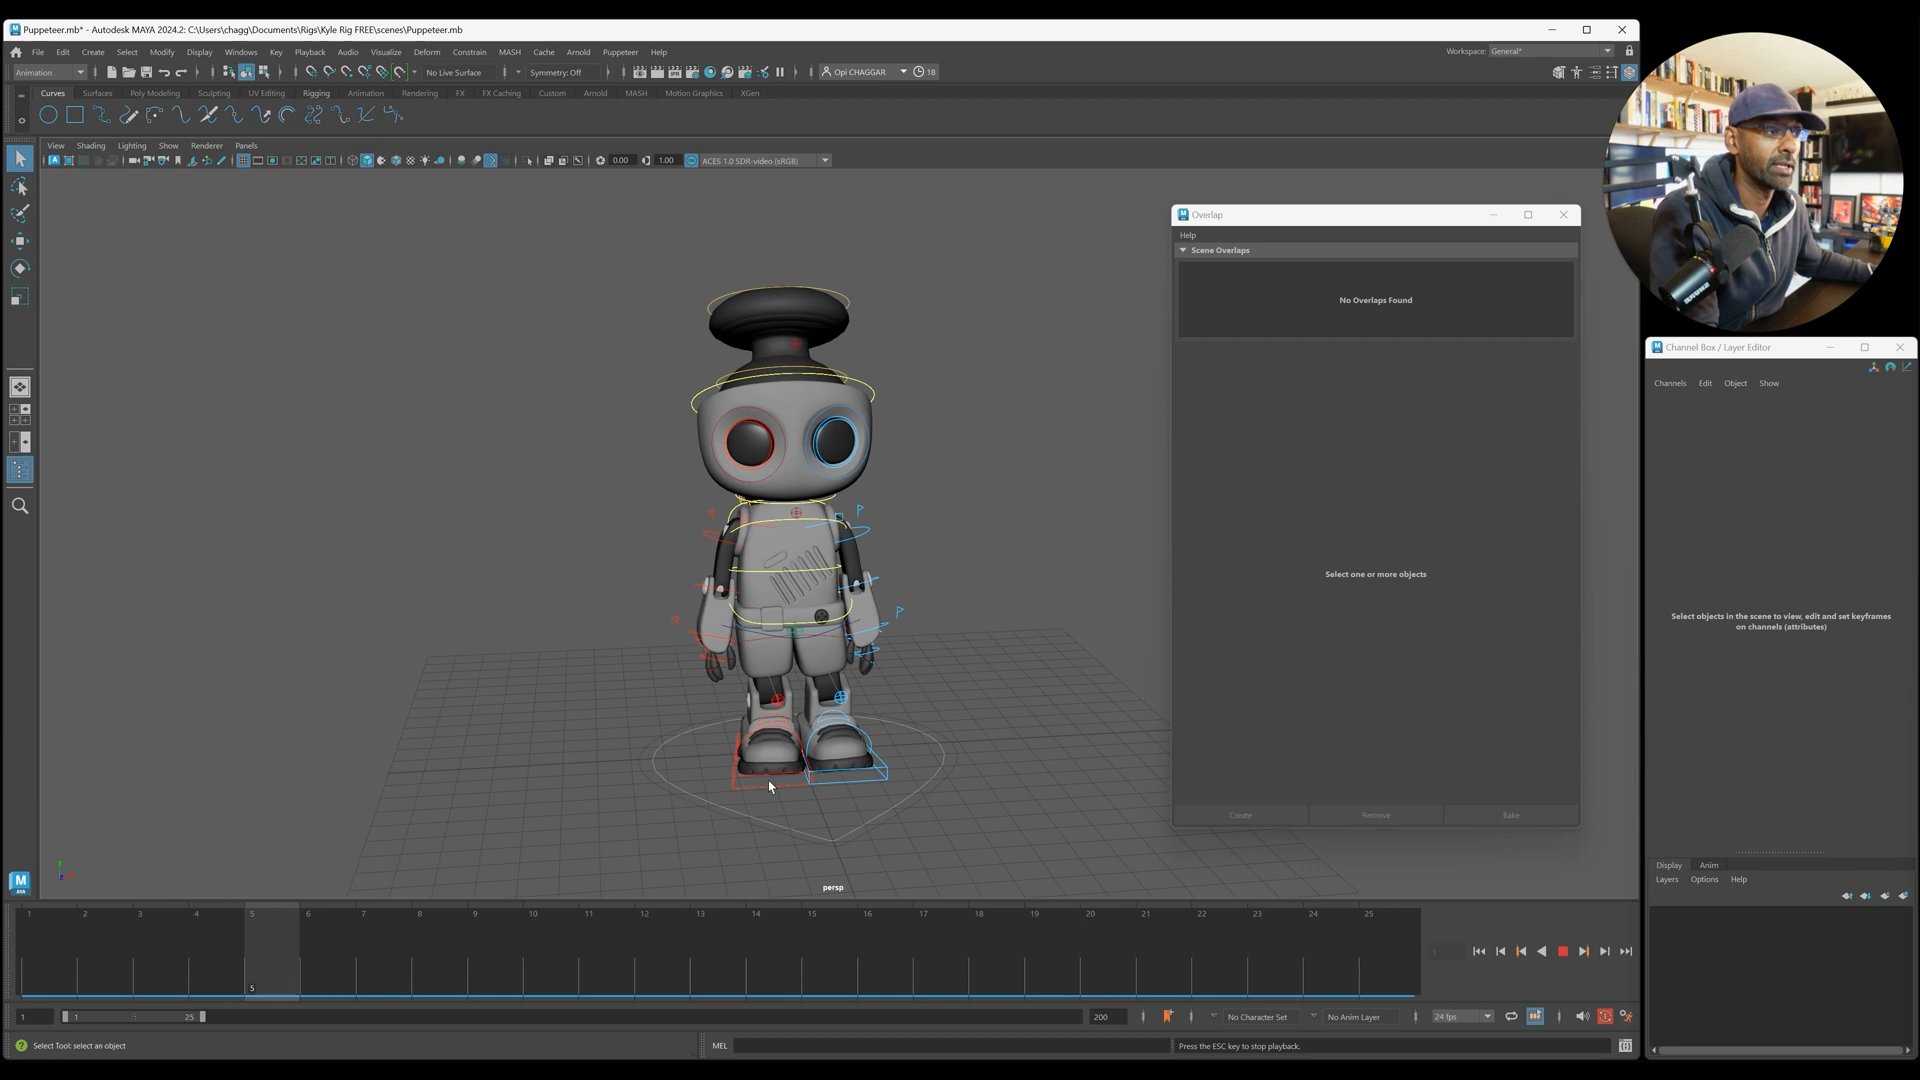 Puppeteer.mb* - Autodesk MAYA 2024.2: C:\Users\chagg\Documents\Rigs\Kyle Rig FREE\scenes\Puppeteer.mb
File Edit Create Select Modify Display Windows Key Playback Audio Visualize Deform Constrain MASH Cache Arnold Puppeteer Help
Workspace: General*
Animation
No Live Surface
Symmetry: Off
Opi CHAGGAR
18
Curves Surfaces Poly Modeling Sculpting UV Editing Rigging Animation Rendering FX FX Caching Custom Arnold MASH Motion Graphics XGen
View Shading Lighting Show Renderer Panels
0.00
1.00
ACES 1.0 SDR-video (sRGB)
Overlap
Help
Scene Overlaps
No Overlaps Found
Select one or more objects
Create Remove Bake
Channel Box / Layer Editor
Channels Edit Object Show
Select objects in the scene to view, edit and set keyframes
on channels (attributes)
Display Anim
Layers Options Help
persp
M
1 2 3 4 5 6 7 8 9 10 11 12 13 14 15 16 17 18 19 20 21 22 23 24 25
5
1
1
25
200
No Character Set
No Anim Layer
24 fps
Select Tool: select an object
MEL
Press the ESC key to stop playback.